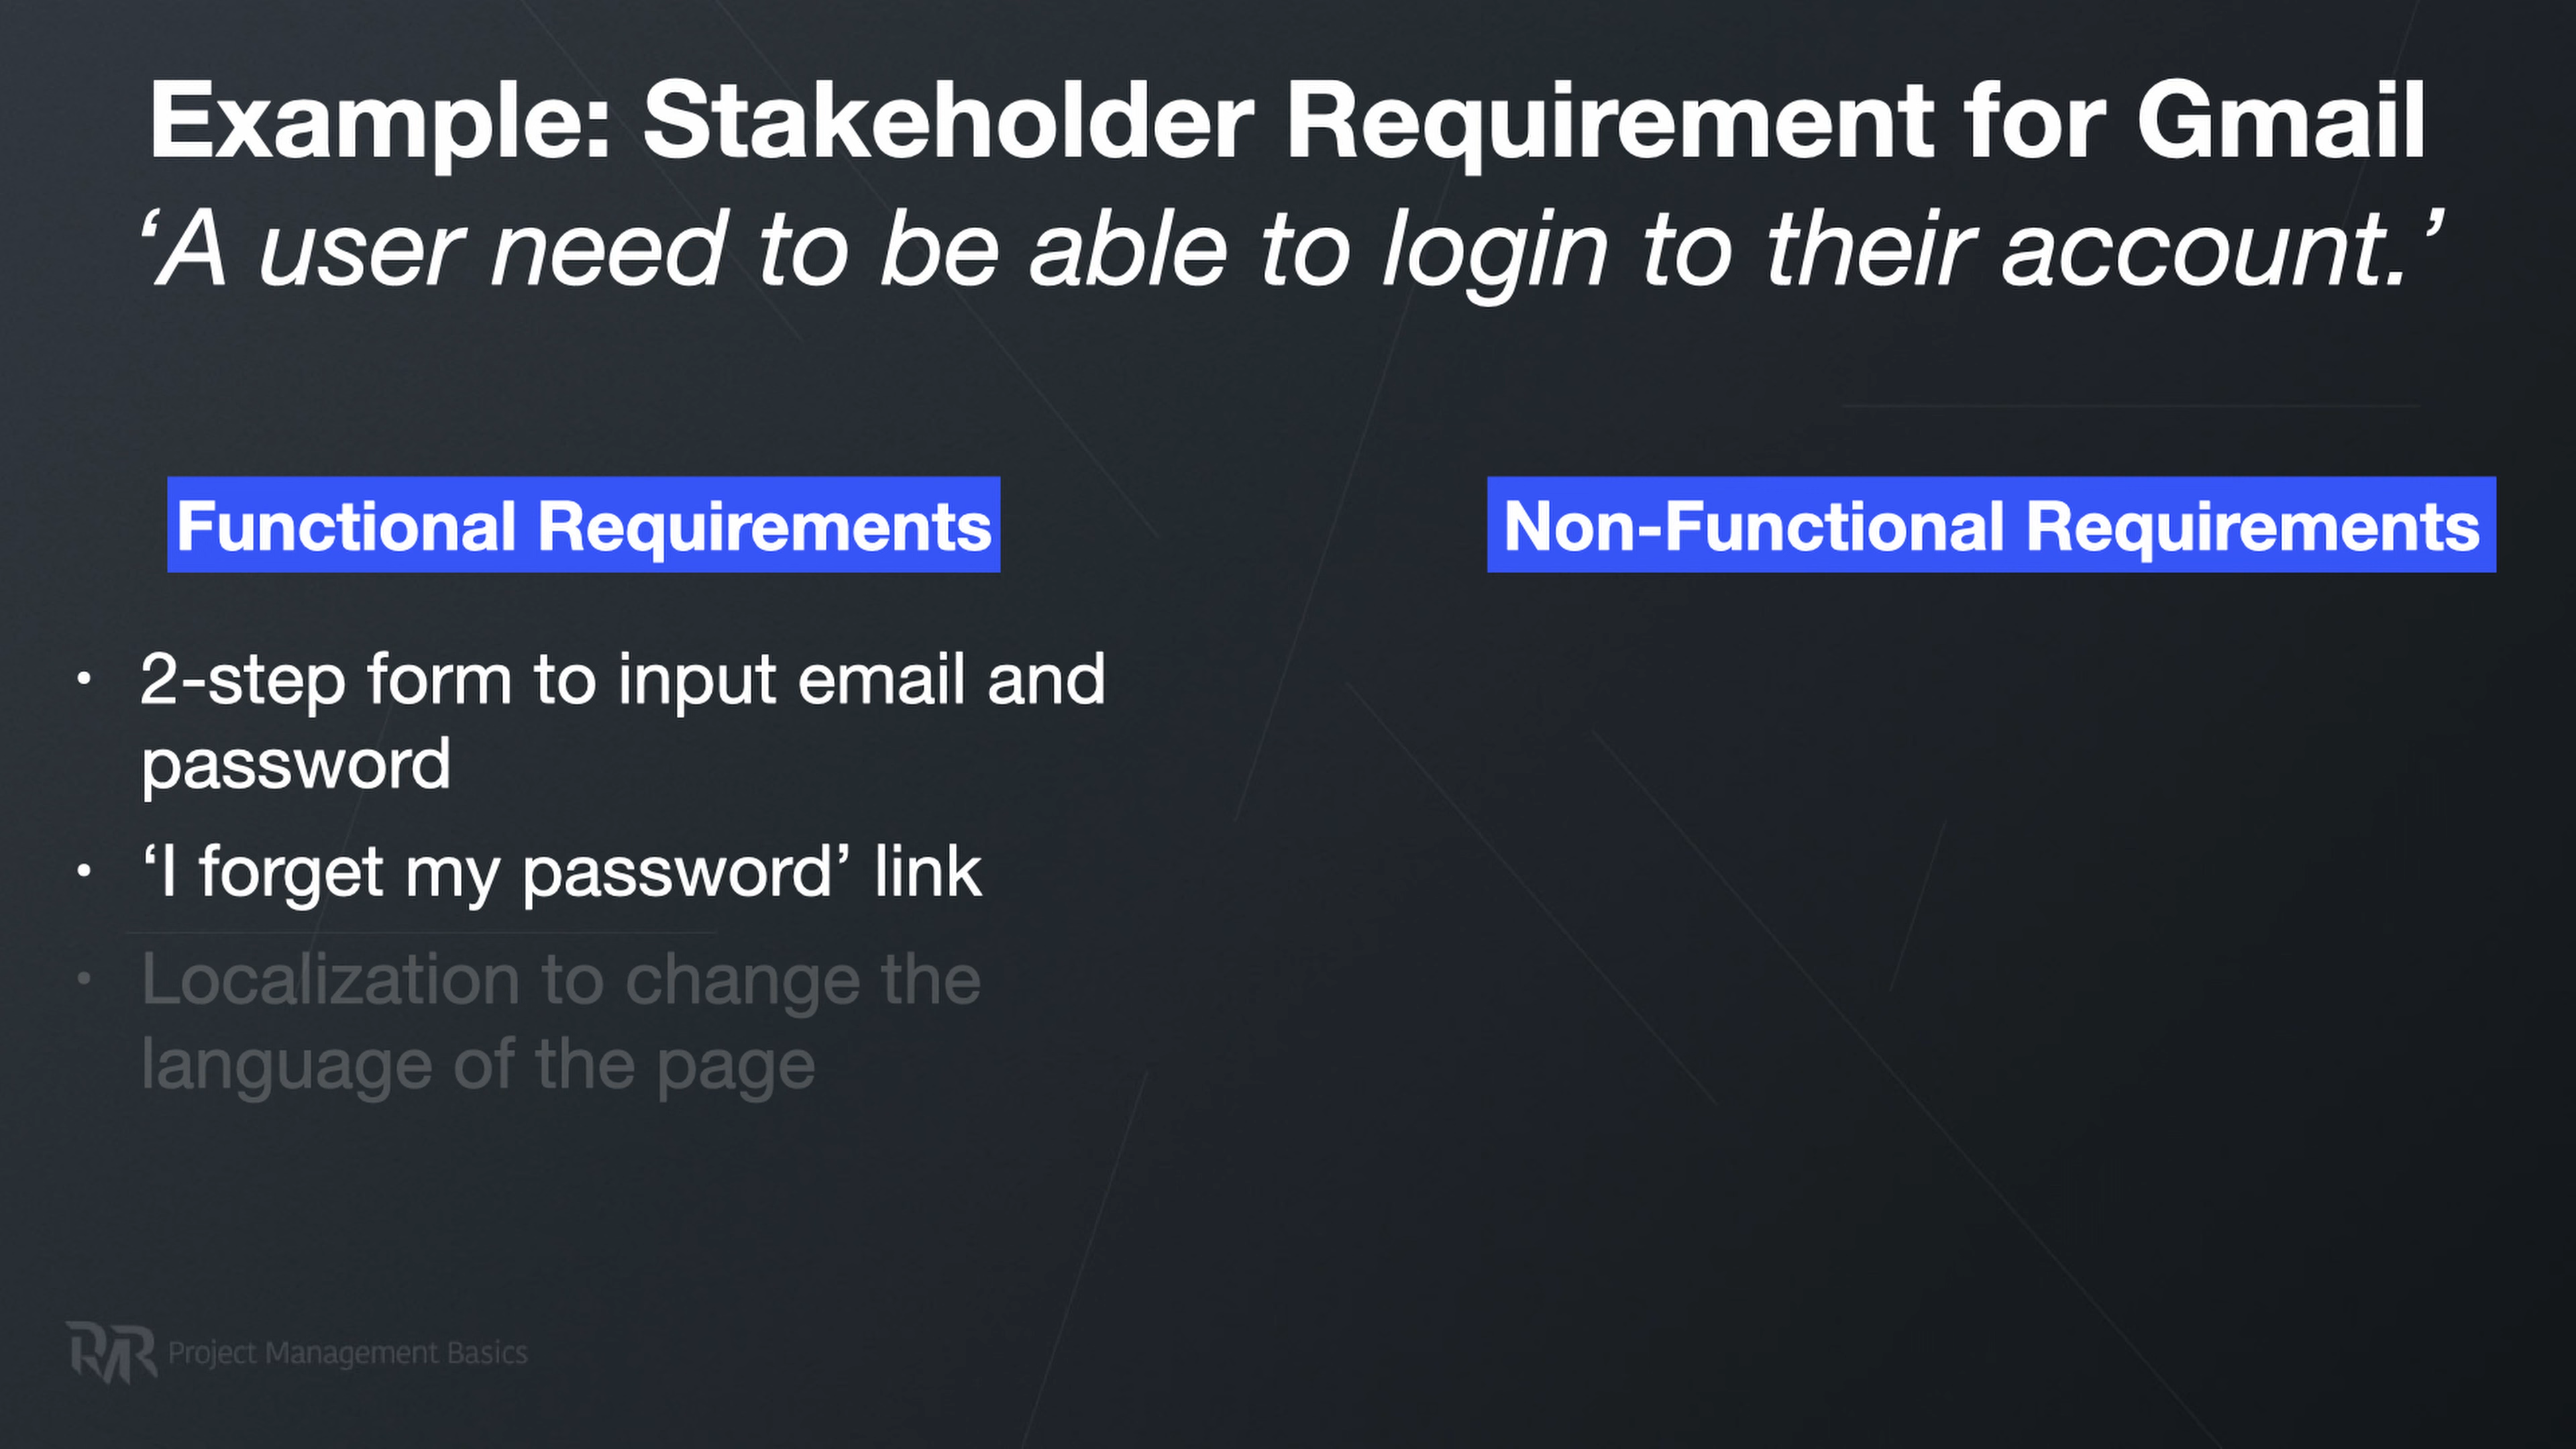 Example: Stakeholder Requirement for Gmail
‘A user need to be able to login to their account.’
Functional Requirements
Non-Functional Requirements
• 2-step form to input email and
password
• ‘I forget my password’ link
• Localization to change the
language of the page
Project Management Basics